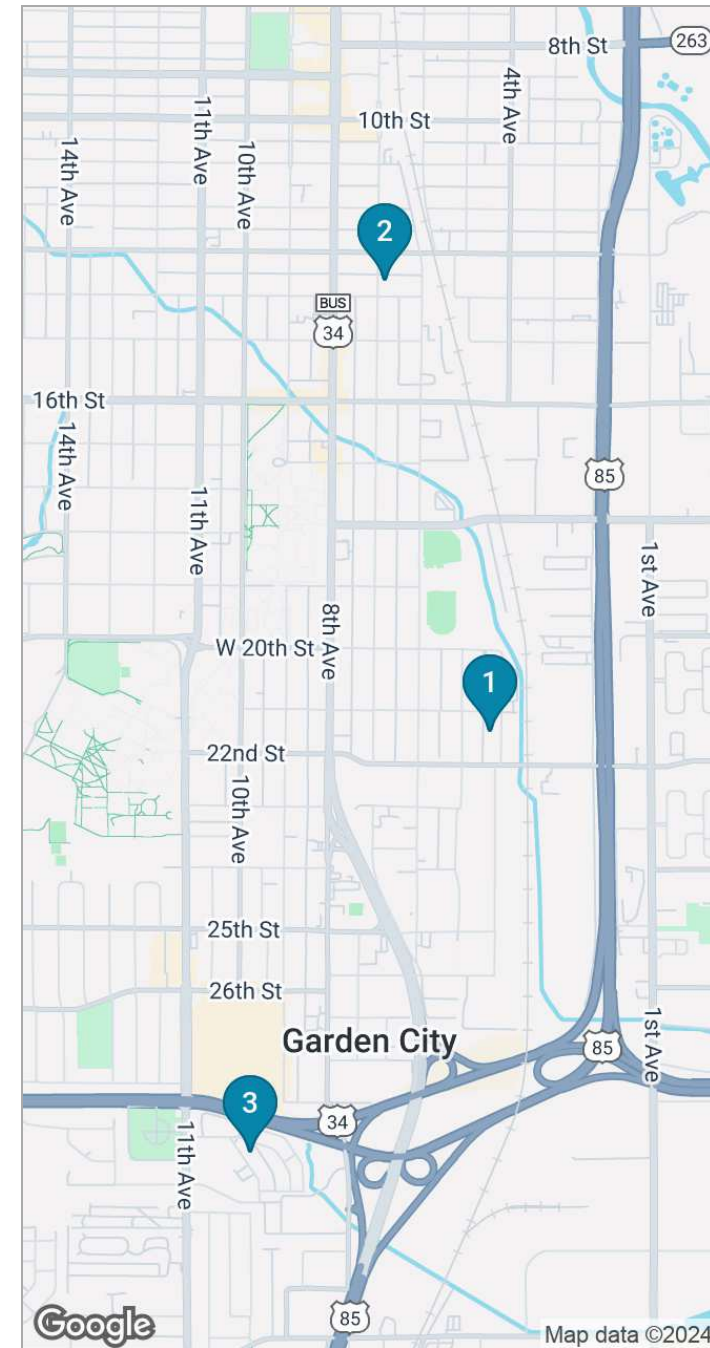 8th St
263
4th Ave
11th Ave
10th St
14th Ave
10th Ave
2
BUS
34
16th St
14th Ave
85
11th Ave
1st Ave
8th Ave
W 20th St
1
22nd St
10th Ave
25th St
26th St
1st Ave
Garden City
85
3
34
11th Ave
85
Google
Map data ©2024